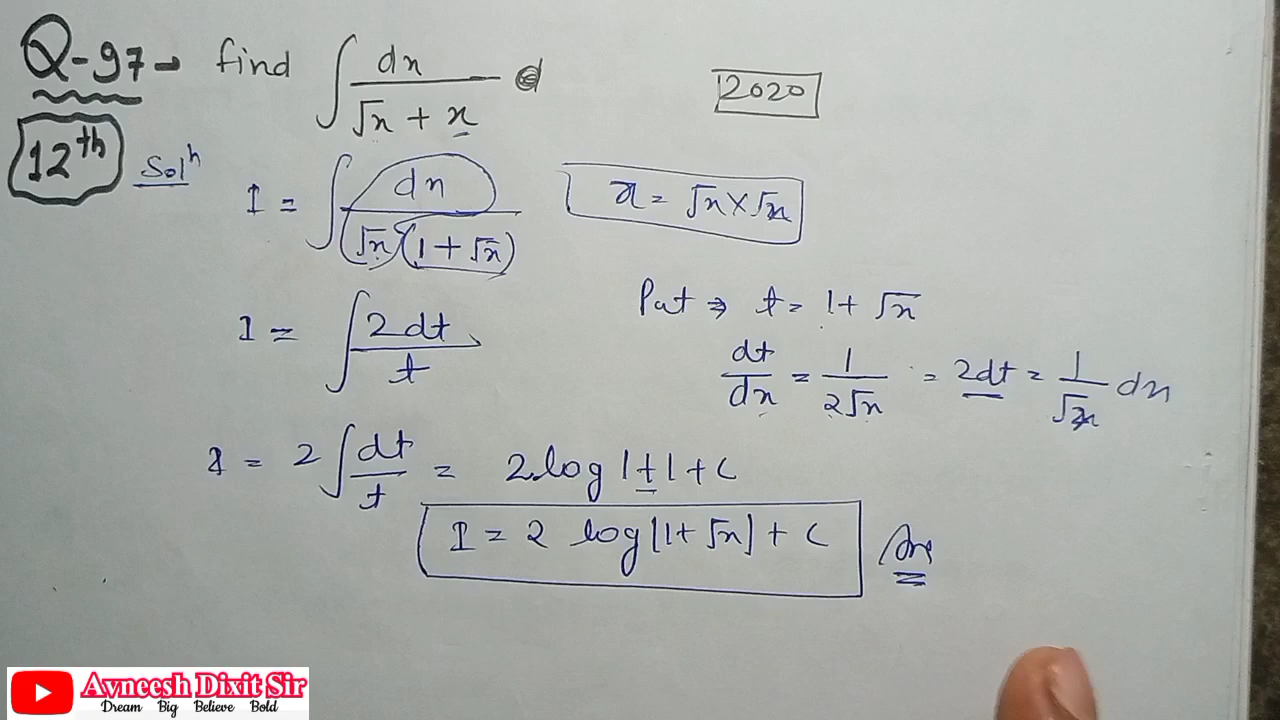 Q-97→ find ∫ dx / (√x + x)
2020
12th
Solⁿ
I = ∫ dx / (√x (1 + √x))
x = √x × √x
Put ⇒ t = 1 + √x
I = ∫ 2dt / t
dt/dx = 1/(2√x) = 2dt = 1/√x dx
I = 2 ∫ dt/t = 2 log |t| + c
I = 2 log |1 + √x| + c
Ans
Avneesh Dixit Sir
Dream Big Believe Bold